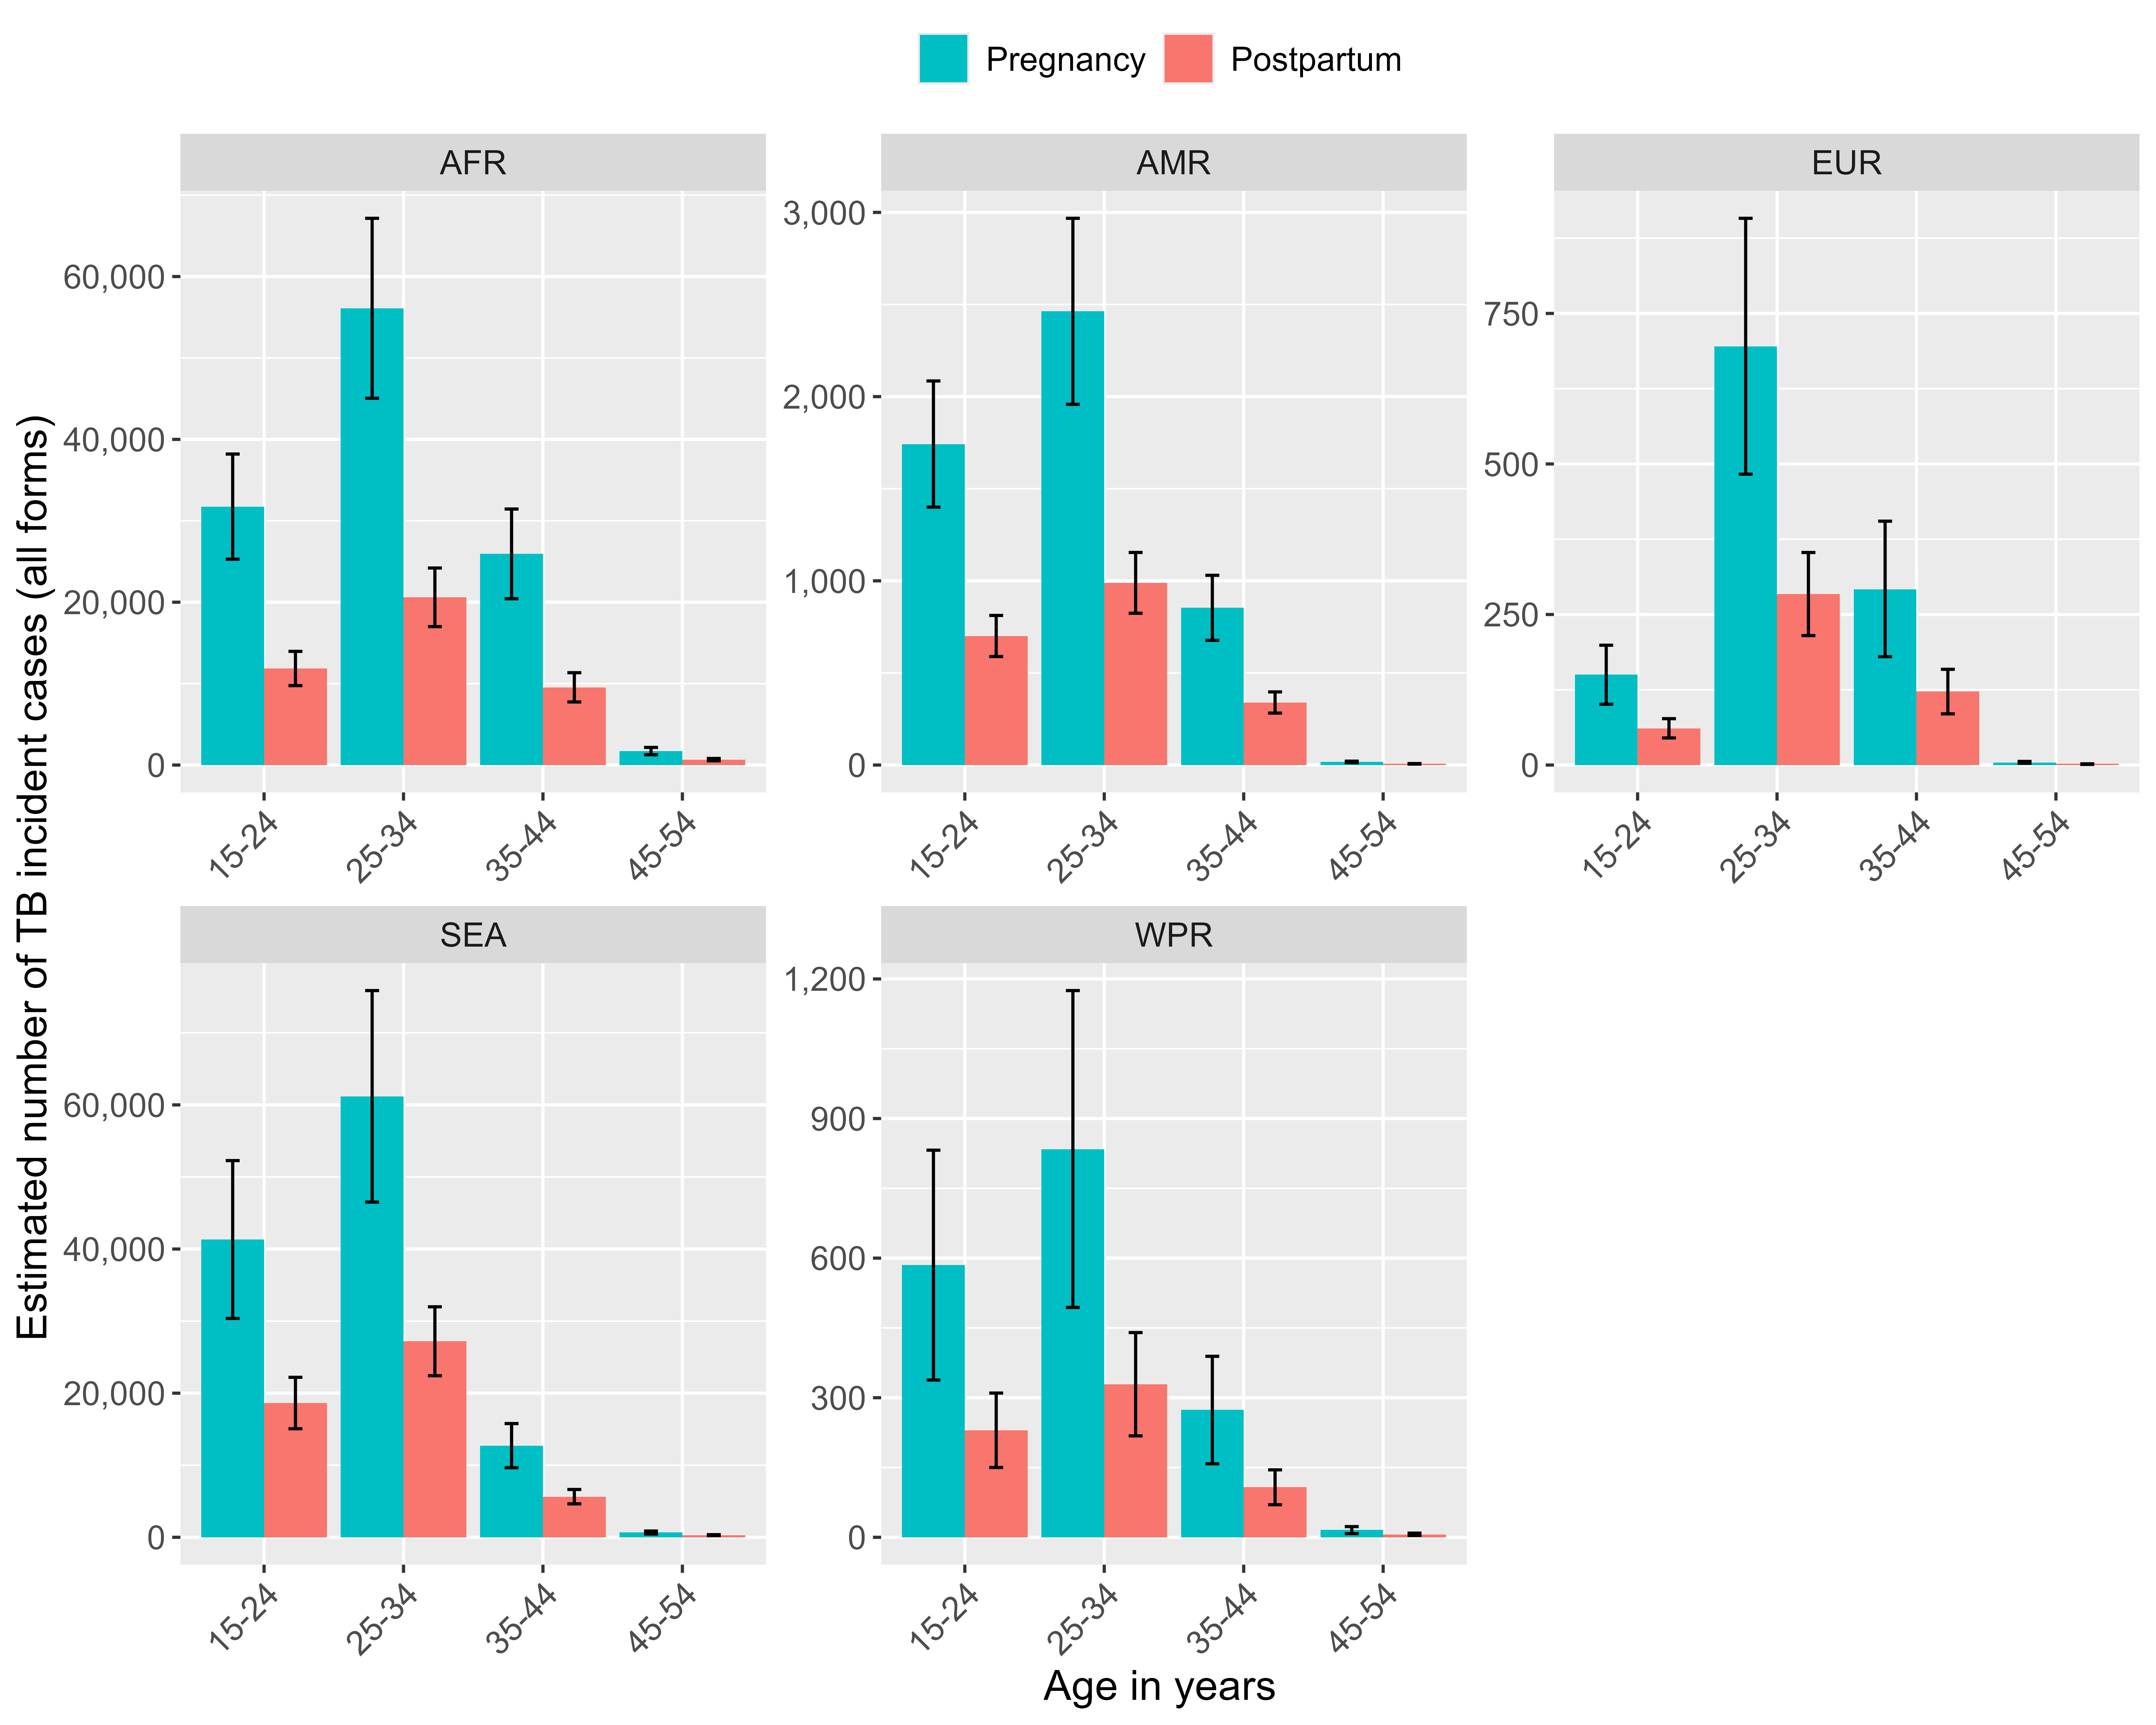 Pregnancy Postpartum
AFR
AMR
EUR
60,000
40,000
20,000
0
3,000
2,000
1,000
0
750
500
250
0
15-24 25-34 35-44 45-54
15-24 25-34 35-44 45-54
15-24 25-34 35-44 45-54
Estimated number of TB incident cases (all forms)
SEA
WPR
60,000
40,000
20,000
0
1,200
900
600
300
0
15-24 25-34 35-44 45-54
15-24 25-34 35-44 45-54
Age in years